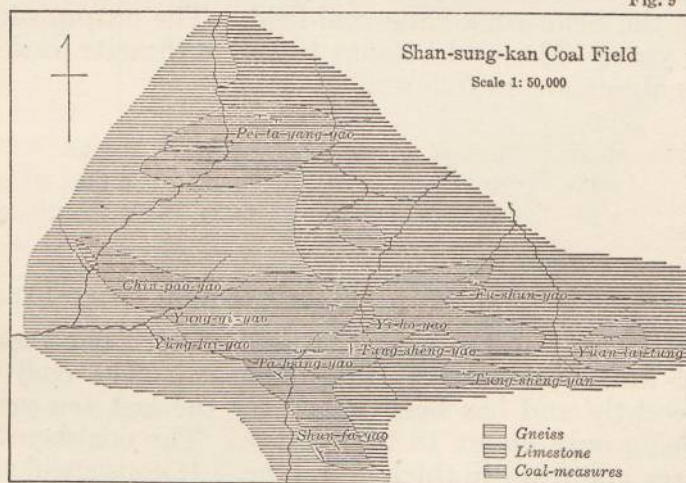 Fig. 9
Shan-sung-kan Coal Field
Scale 1: 50,000
Pei-ta-yang-yao
Chin-pao-yao
Fu-shun-yao
Yung-yi-yao
Yi-ho-yao
Yung-lai-yao
Tung-sheng-yao
Yuan-lai-tung
Ta-hsing-yao
Tung-sheng-yan
Shun-fa-yao
Gneiss
Limestone
Coal-measures